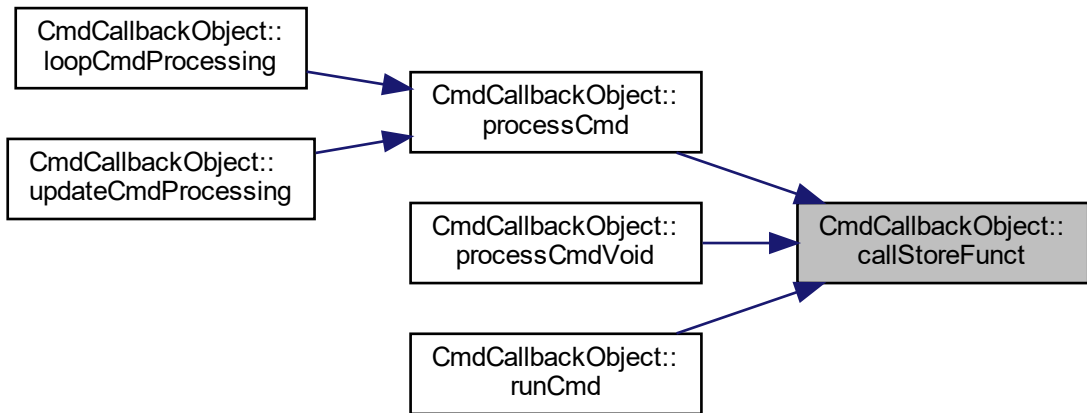 CmdCallbackObject::
loopCmdProcessing
CmdCallbackObject::
updateCmdProcessing
CmdCallbackObject::
processCmd
CmdCallbackObject::
processCmdVoid
CmdCallbackObject::
runCmd
CmdCallbackObject::
callStoreFunct